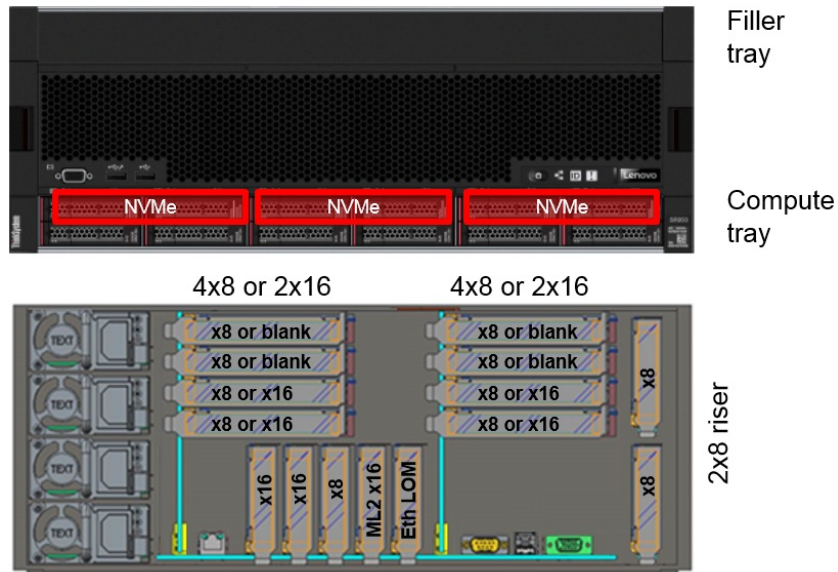 Filler
tray
Lenovo
NVMe
NVMe
NVMe
Compute
tray
ThinkSystem
4x8 or 2x16
4x8 or 2x16
TEXT
x8 or blank
x8 or blank
x8 or blank
x8 or blank
x8
TEXT
x8 or x16
x8 or x16
x8 or x16
x8 or x16
2x8 riser
TEXT
x16
x16
x8
ML2 x16
Eth LOM
x8
TEXT